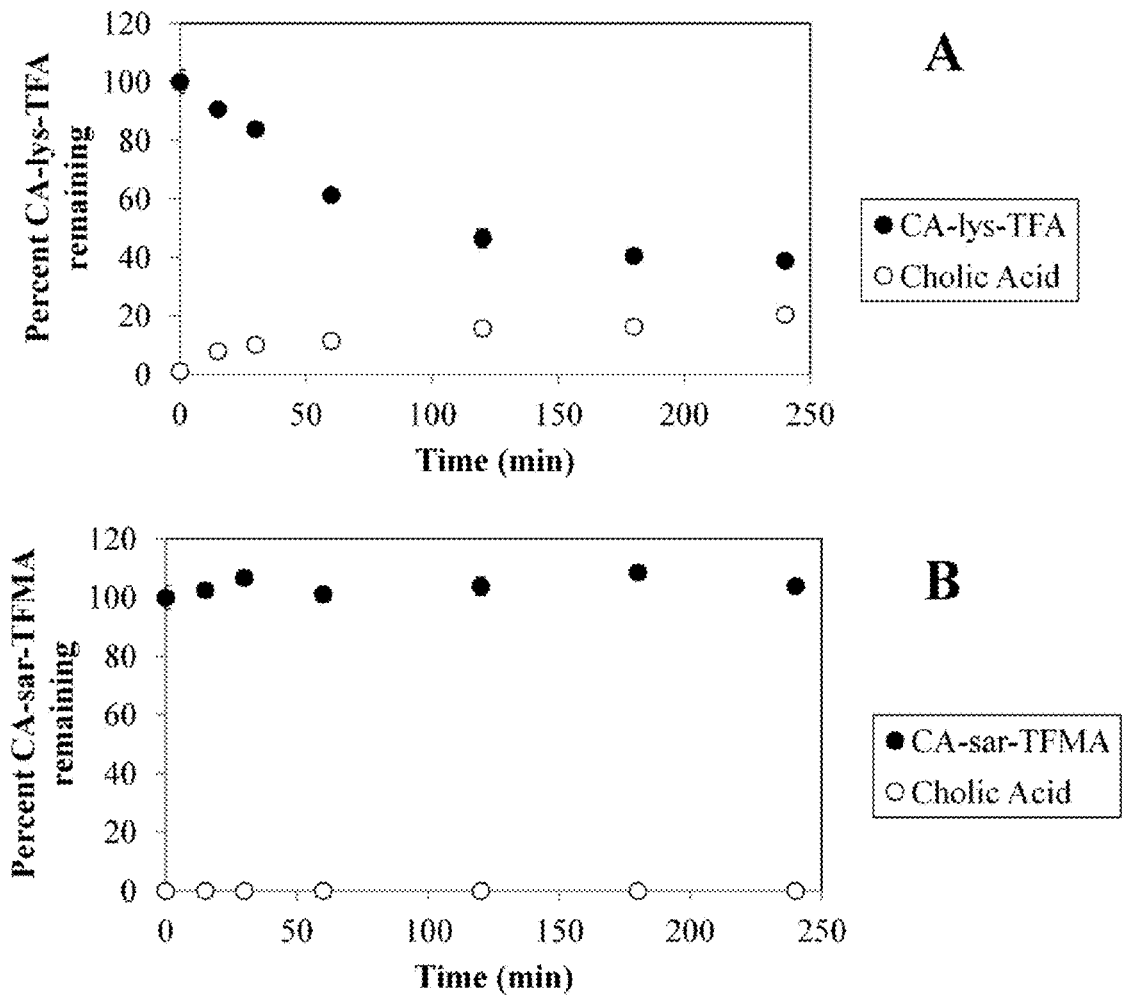 120
100
80
60
40
20
0
Percent CA-lys-TFA
remaining
0 50 100 150 200 250
Time (min)
A
CA-lys-TFA
Cholic Acid
120
100
80
60
40
20
0
Percent CA-sar-TFMA
remaining
0 50 100 150 200 250
Time (min)
B
CA-sar-TFMA
Cholic Acid